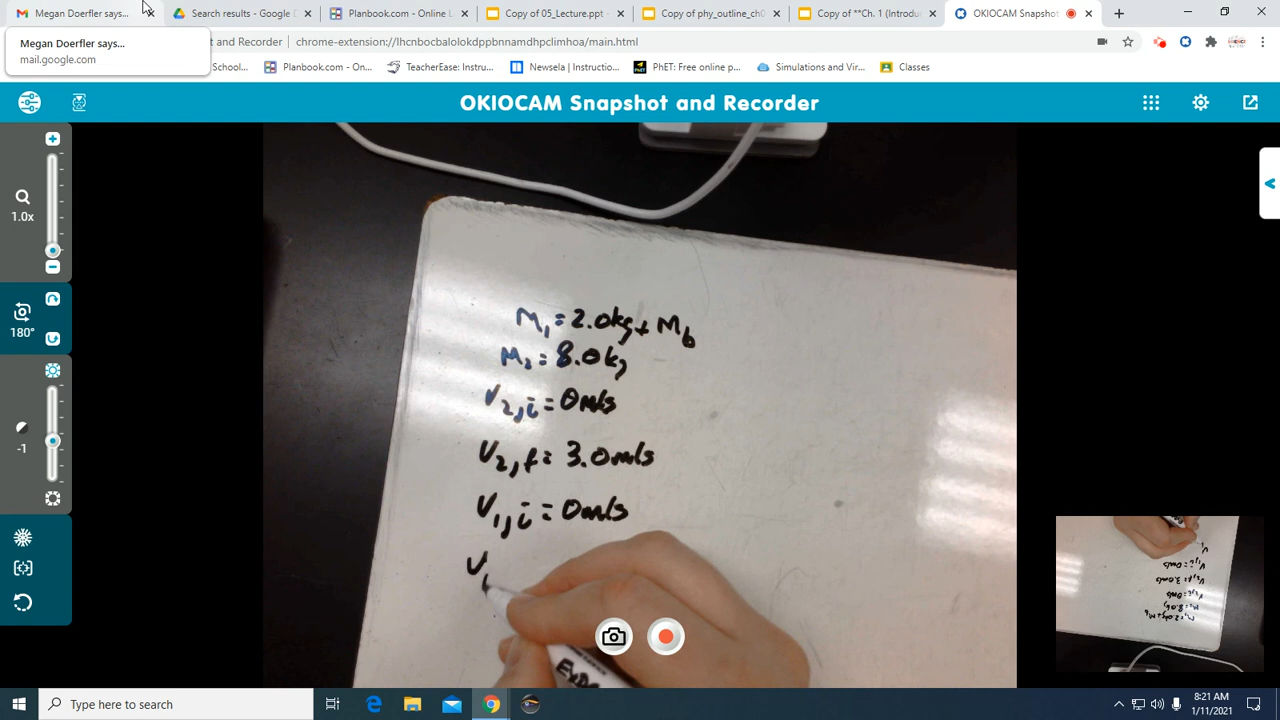 Megan Doerfler says...
Search results - Google D
Planbook.com - Online L
Copy of 05_Lecture.ppt -
Copy of phy_outline_ch0
Copy of **Ch. 1 (Introdu
OKIOCAM Snapshot
Megan Doerfler says...
mail.google.com
and Recorder
chrome-extension://lhcnbocbalolokdppbnnamdhpclimhoa/main.html
School...
Planbook.com - On...
TeacherEase: Instru...
Newsela | Instructio...
PhET: Free online p...
Simulations and Vir...
Classes
OKIOCAM Snapshot and Recorder
1.0x
180°
-1
M₁ = 2.0kg + M_b
M₂ = 8.0kg
V₂,i = 0m/s
V₂,f = 3.0m/s
V₁,i = 0m/s
V₁
EXPO
Type here to search
8:21 AM
1/11/2021